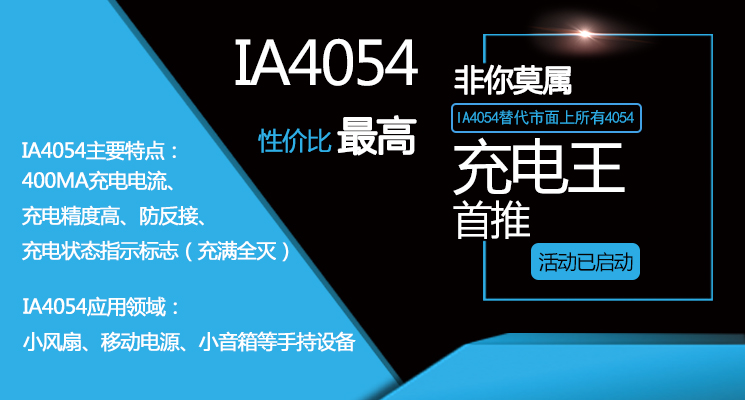 IA4054
性价比 最高
非你莫属
IA4054替代市面上所有4054
充电王
首推
活动已启动
IA4054主要特点：
400MA充电电流、
充电精度高、防反接、
充电状态指示标志（充满全灭）
IA4054应用领域：
小风扇、移动电源、小音箱等手持设备